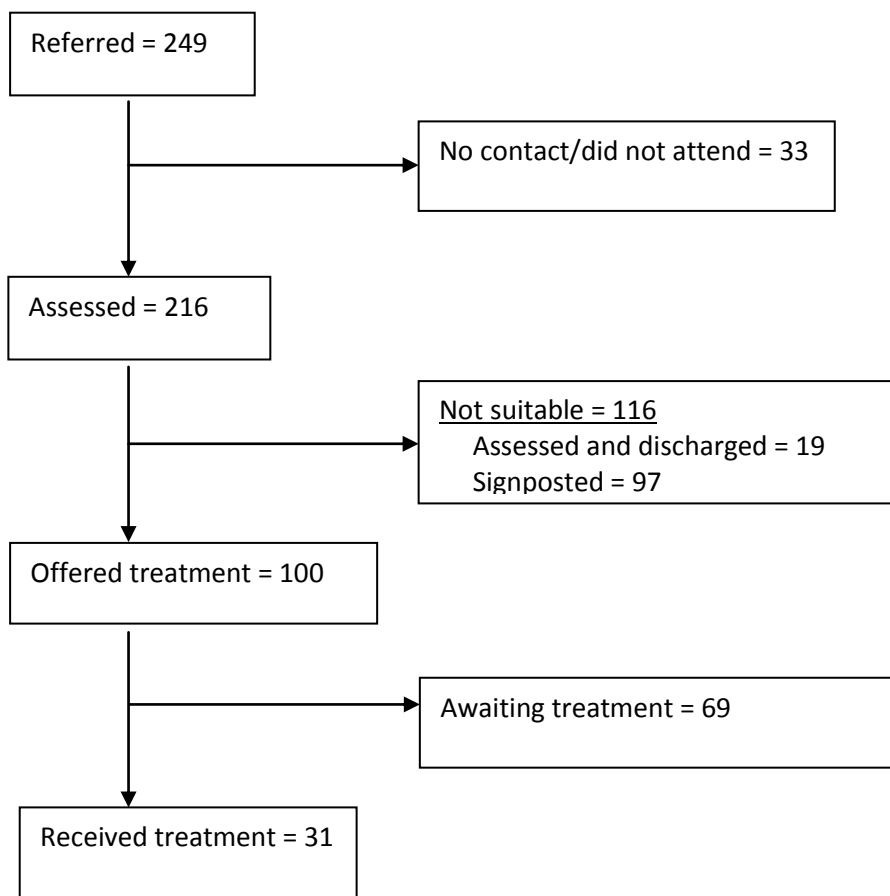 Referred = 249
No contact/did not attend = 33
Assessed = 216
Not suitable = 116
Assessed and discharged = 19
Signposted = 97
Offered treatment = 100
Awaiting treatment = 69
Received treatment = 31